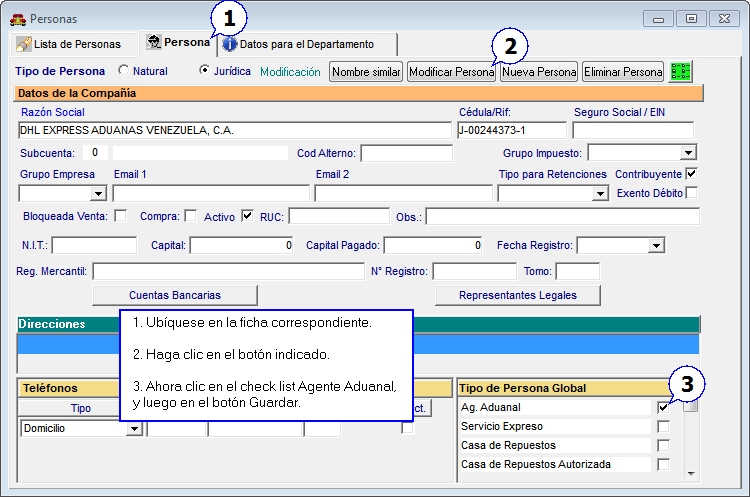 Personas
1
Lista de Personas Persona Datos para el Departamento
2
Tipo de Persona Natural Jurídica Modificación Nombre similar Modificar Persona Nueva Persona Eliminar Persona
Datos de la Compañía
Razón Social Cédula/Rif: Seguro Social / EIN
DHL EXPRESS ADUANAS VENEZUELA, C.A. J-00244373-1
Subcuenta: 0 Cod Alterno: Grupo Impuesto:
Grupo Empresa Email 1 Email 2 Tipo para Retenciones Contribuyente
Exento Débito
Bloqueada Venta: Compra: Activo RUC: Obs.:
N.I.T.: Capital: 0 Capital Pagado: 0 Fecha Registro:
Reg. Mercantil: N° Registro: Tomo:
Cuentas Bancarias Representantes Legales
Direcciones
1. Ubíquese en la ficha correspondiente.
2. Haga clic en el botón indicado.
3. Ahora clic en el check list Agente Aduanal,
y luego en el botón Guardar.
Teléfonos
Tipo ct.
Domicilio
Tipo de Persona Global
3
Ag. Aduanal
Servicio Expreso
Casa de Repuestos
Casa de Repuestos Autorizada